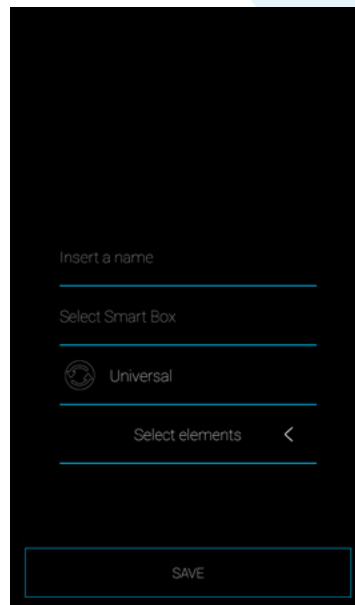 Insert a name
Select Smart Box
Universal
Select elements <
SAVE